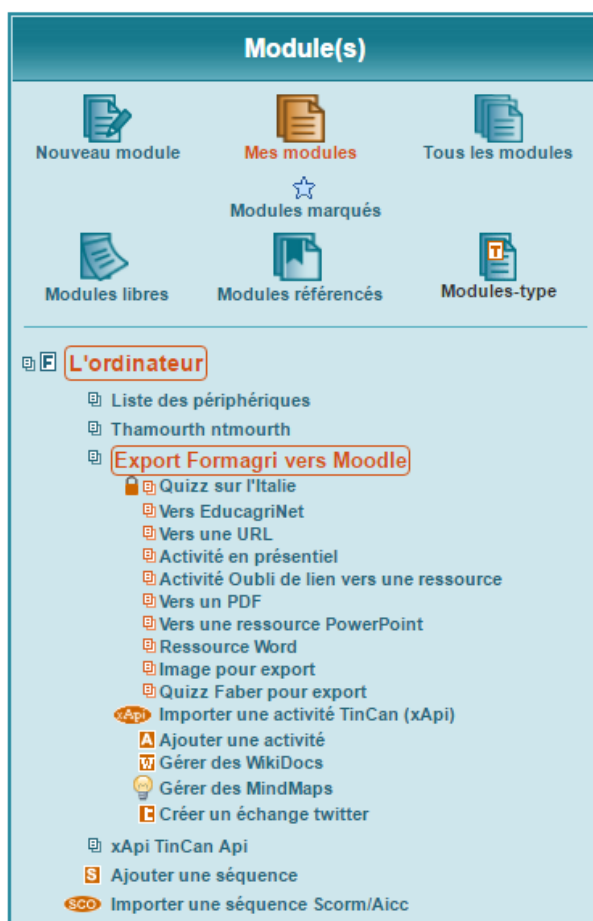 Module(s)
Nouveau module
Mes modules
Tous les modules
Modules marqués
Modules libres
Modules référencés
T
Modules-type
F L'ordinateur
Liste des périphériques
Thamourth ntmourth
Export Formagri vers Moodle
Quizz sur l'Italie
Vers EducagriNet
Vers une URL
Activité en présentiel
Activité Oubli de lien vers une ressource
Vers un PDF
Vers une ressource PowerPoint
Ressource Word
Image pour export
Quizz Faber pour export
xApi Importer une activité TinCan (xApi)
A Ajouter une activité
W Gérer des WikiDocs
Gérer des MindMaps
t Créer un échange twitter
xApi TinCan Api
S Ajouter une séquence
SCO Importer une séquence Scorm/Aicc